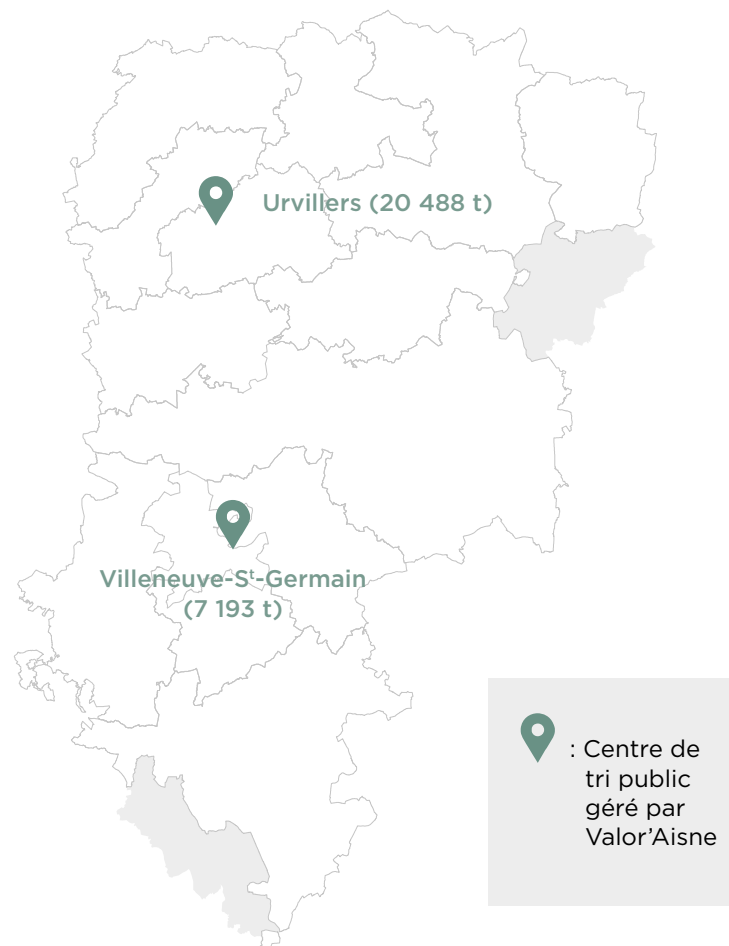 Urvillers (20 488 t)
Villeneuve-Sᵗ-Germain
(7 193 t)
: Centre de
tri public
géré par
Valor’Aisne